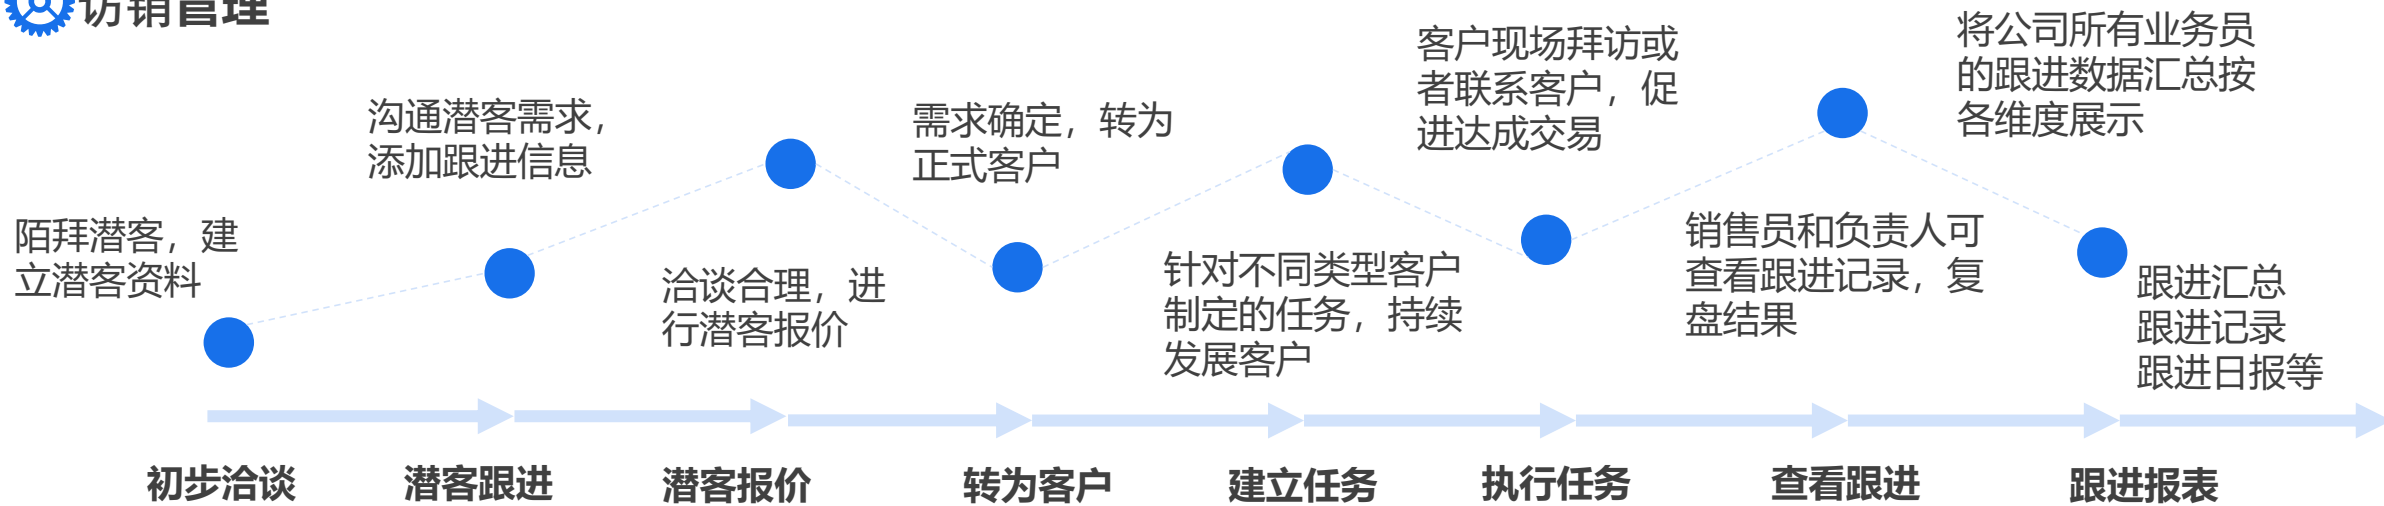 访销管理
陌拜潜客，建
立潜客资料
沟通潜客需求，
添加跟进信息
洽谈合理，进
行潜客报价
需求确定，转为
正式客户
针对不同类型客户
制定的任务，持续
发展客户
客户现场拜访或
者联系客户，促
进达成交易
销售员和负责人可
查看跟进记录，复
盘结果
将公司所有业务员
的跟进数据汇总按
各维度展示
跟进汇总
跟进记录
跟进日报等
初步洽谈
潜客跟进
潜客报价
转为客户
建立任务
执行任务
查看跟进
跟进报表